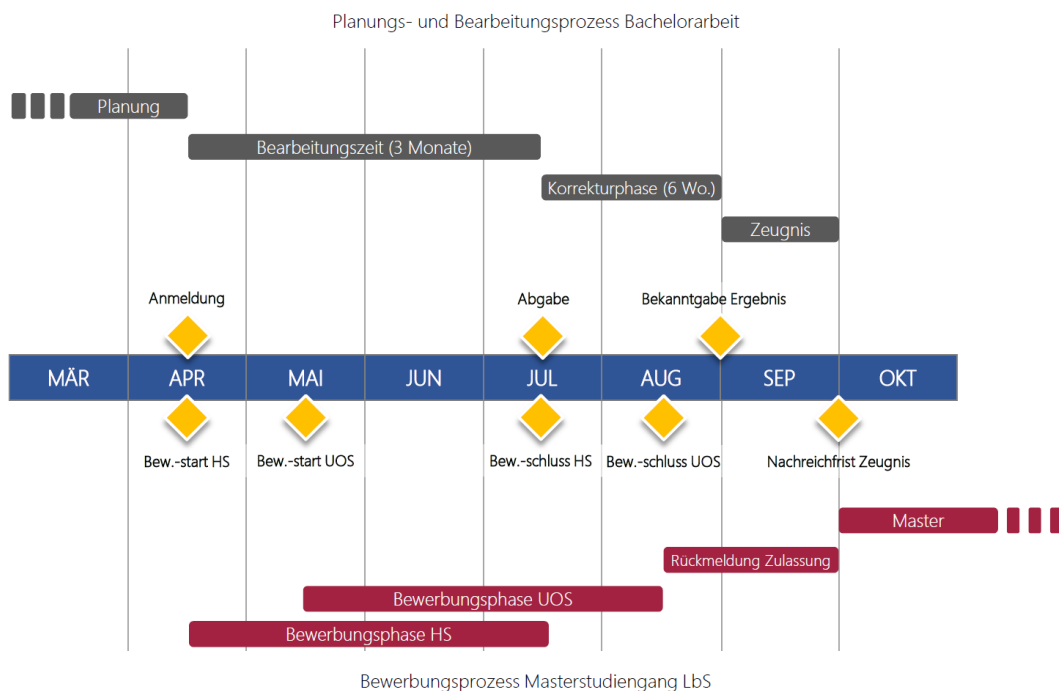 Planungs- und Bearbeitungsprozess Bachelorarbeit
Planung
Bearbeitungszeit (3 Monate)
Korrekturphase (6 Wo.)
Zeugnis
Anmeldung
Abgabe
Bekanntgabe Ergebnis
MÄR
APR
MAI
JUN
JUL
AUG
SEP
OKT
Bew.-start HS
Bew.-start UOS
Bew.-schluss HS
Bew.-schluss UOS
Nachreichfrist Zeugnis
Master
Rückmeldung Zulassung
Bewerbungsphase UOS
Bewerbungsphase HS
Bewerbungsprozess Masterstudiengang LbS